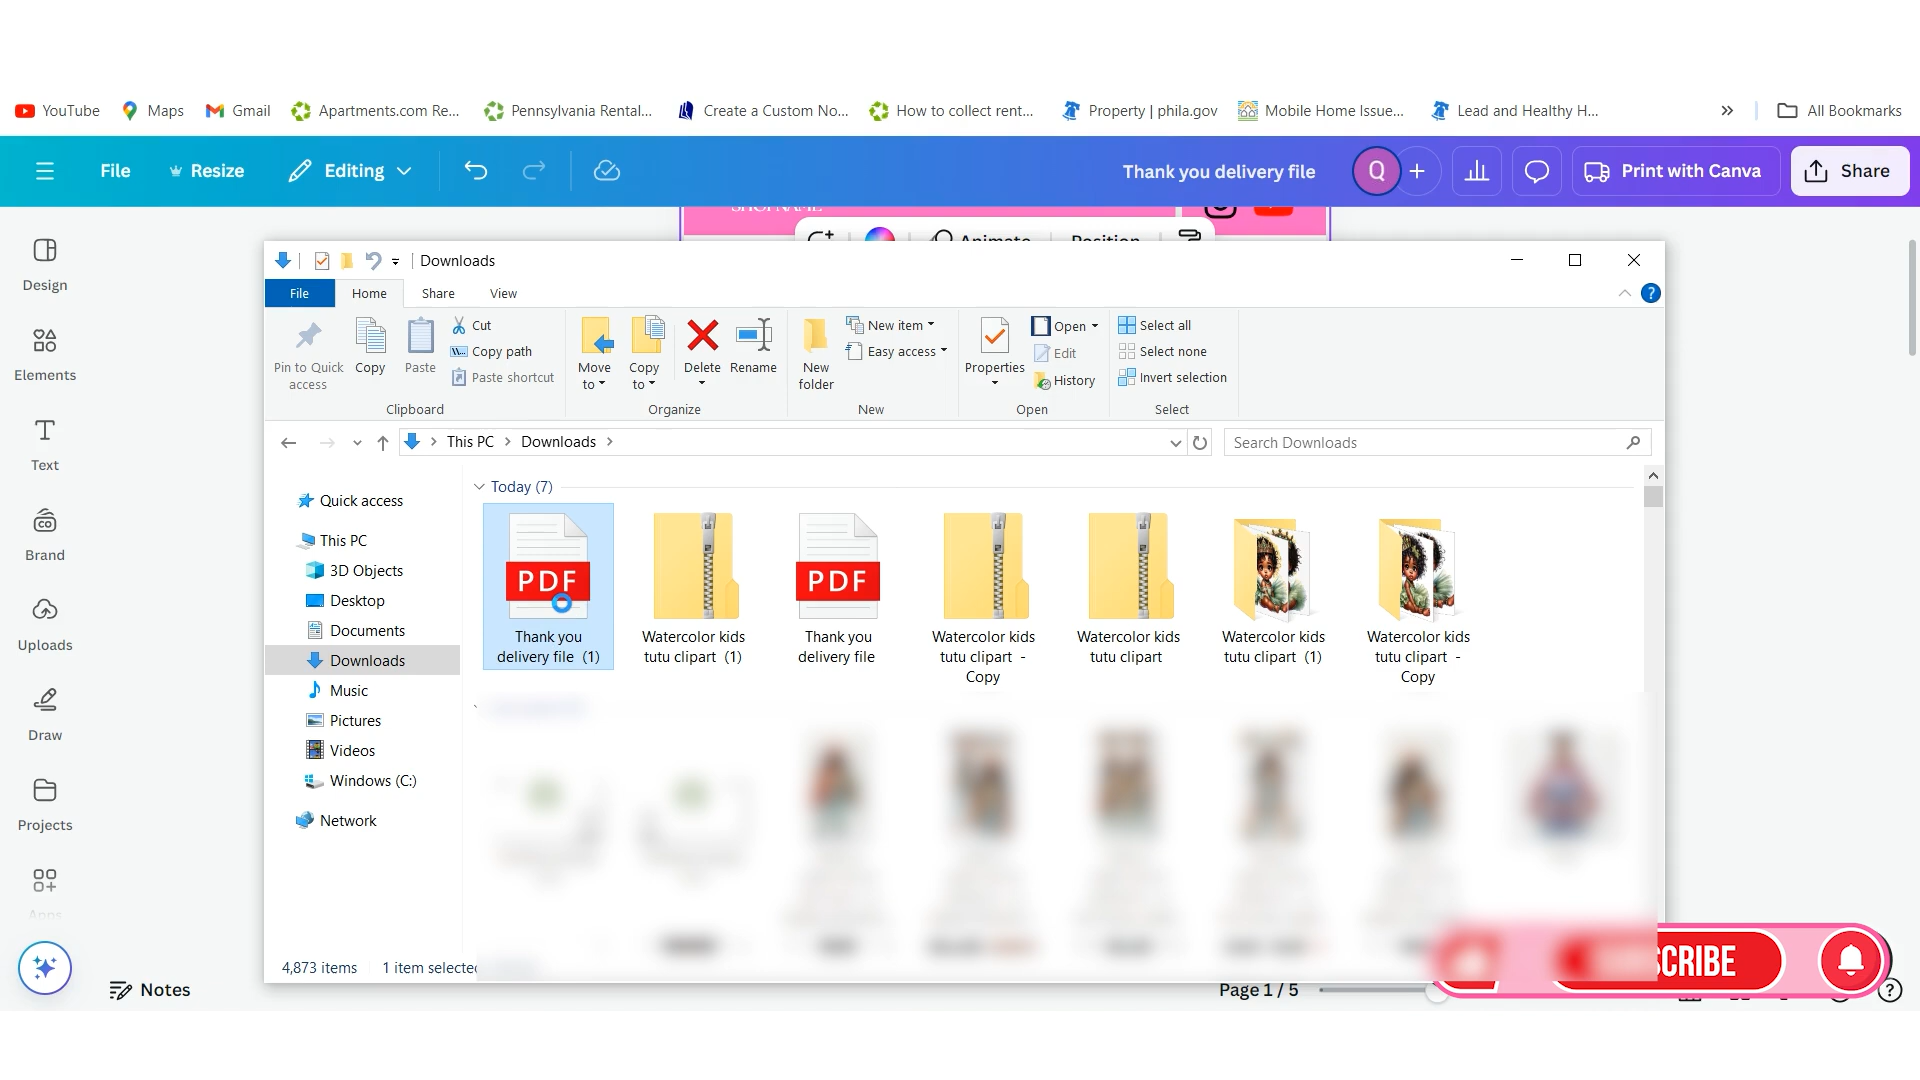 YouTube Maps Gmail Apartments.com Re... Pennsylvania Rental... Create a Custom No... How to collect rent... Property | phila.gov Mobile Home Issue... Lead and Healthy H... » All Bookmarks
File Resize Editing Thank you delivery file Q + Print with Canva Share
SHOPNAME
Animate Position
Downloads
File Home Share View ?
Pin to Quick access
Copy
Paste
Cut
Copy path
Paste shortcut
Clipboard
Move to
Copy to
Delete
Rename
Organize
New folder
New item
Easy access
New
Properties
Open
Edit
History
Open
Select all
Select none
Invert selection
Select
This PC > Downloads >
Search Downloads
Design
Elements
Text
Brand
Uploads
Draw
Projects
Apps
Quick access
This PC
3D Objects
Desktop
Documents
Downloads
Music
Pictures
Videos
Windows (C:)
Network
Today (7)
PDF
Thank you
delivery file (1)
Watercolor kids
tutu clipart (1)
PDF
Thank you
delivery file
Watercolor kids
tutu clipart -
Copy
Watercolor kids
tutu clipart
Watercolor kids
tutu clipart (1)
Watercolor kids
tutu clipart -
Copy
4,873 items 1 item selected
Notes
Page 1 / 5
SCRIBE
?